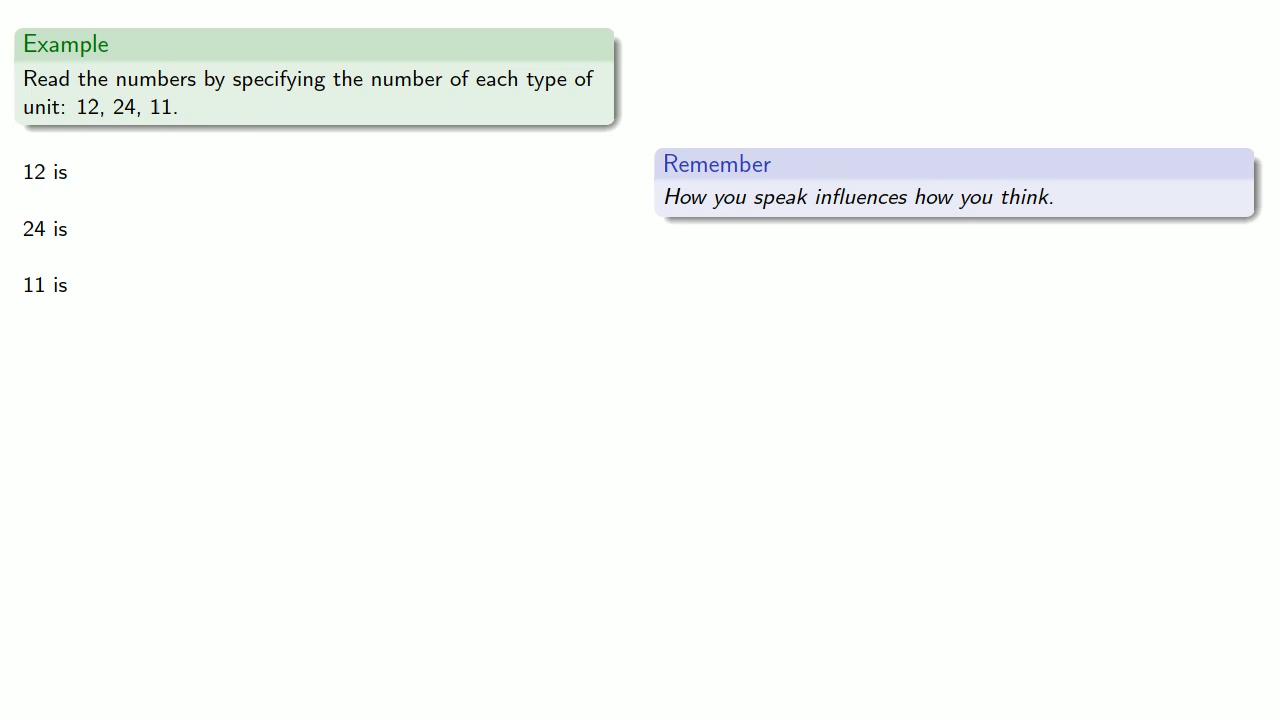 Example
Read the numbers by specifying the number of each type of
unit: 12, 24, 11.
12 is
24 is
11 is
Remember
How you speak influences how you think.